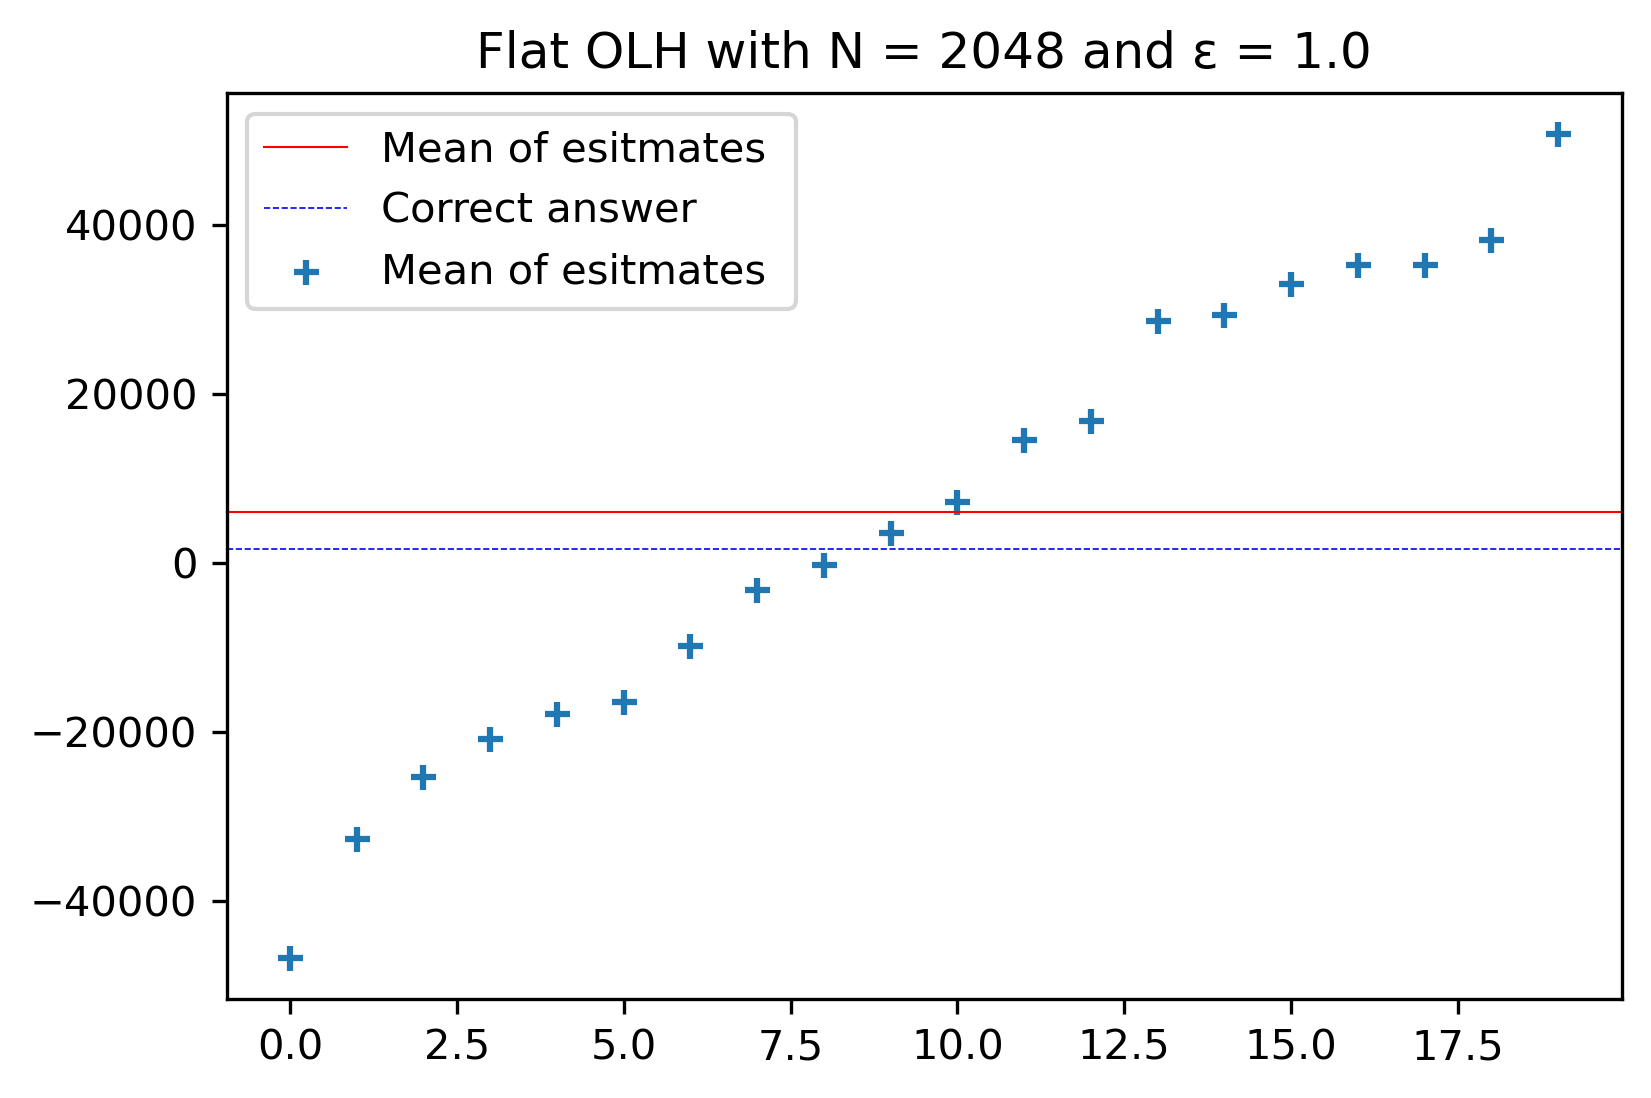 Flat OLH with N = 2048 and ε = 1.0
Mean of esitmates
Correct answer
Mean of esitmates
40000
20000
0
−20000
−40000
0.0 2.5 5.0 7.5 10.0 12.5 15.0 17.5